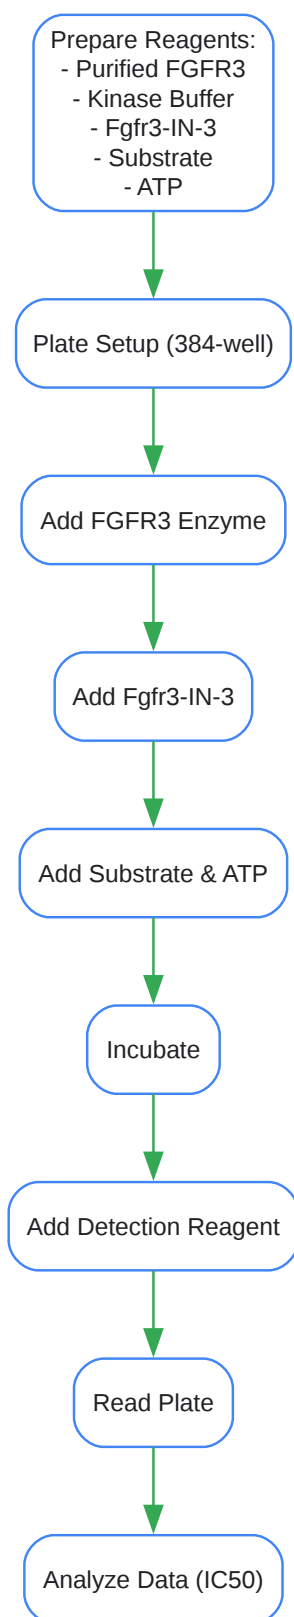 Prepare Reagents:
- Purified FGFR3
- Kinase Buffer
- Fgfr3-IN-3
- Substrate
- ATP
Plate Setup (384-well)
Add FGFR3 Enzyme
Add Fgfr3-IN-3
Add Substrate & ATP
Incubate
Add Detection Reagent
Read Plate
Analyze Data (IC50)